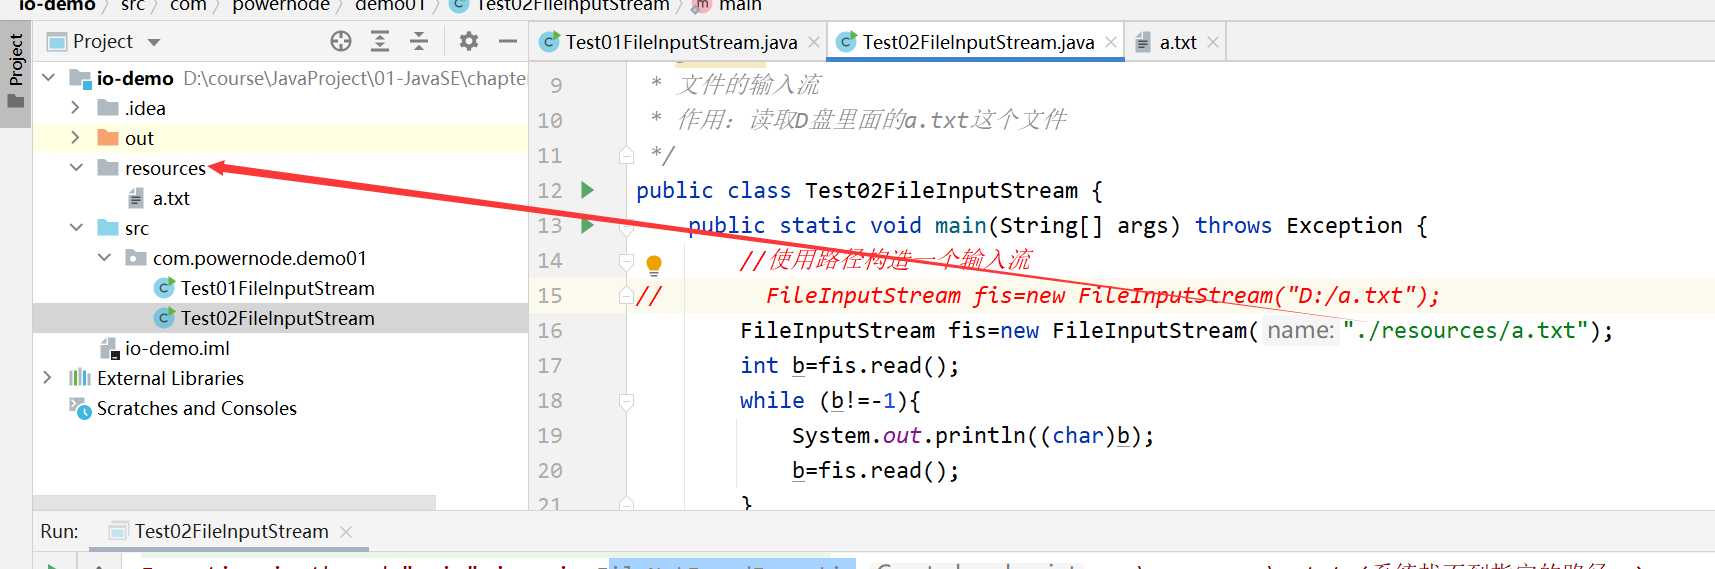 io-demo src com powernode demo01 Test02FileInputStream main
Project
Project
io-demo D:\course\JavaProject\01-JavaSE\chapter
.idea
out
resources
a.txt
src
com.powernode.demo01
Test01FileInputStream
Test02FileInputStream
io-demo.iml
External Libraries
Scratches and Consoles
Test01FileInputStream.java
Test02FileInputStream.java
a.txt
9 * 文件的输入流
10 * 作用：读取D盘里面的a.txt这个文件
11 */
12 public class Test02FileInputStream {
13 public static void main(String[] args) throws Exception {
14 //使用路径构造一个输入流
15 // FileInputStream fis=new FileInputStream("D:/a.txt");
16 FileInputStream fis=new FileInputStream( name: "./resources/a.txt");
17 int b=fis.read();
18 while (b!=-1){
19 System.out.println((char)b);
20 b=fis.read();
21 }
Run: Test02FileInputStream